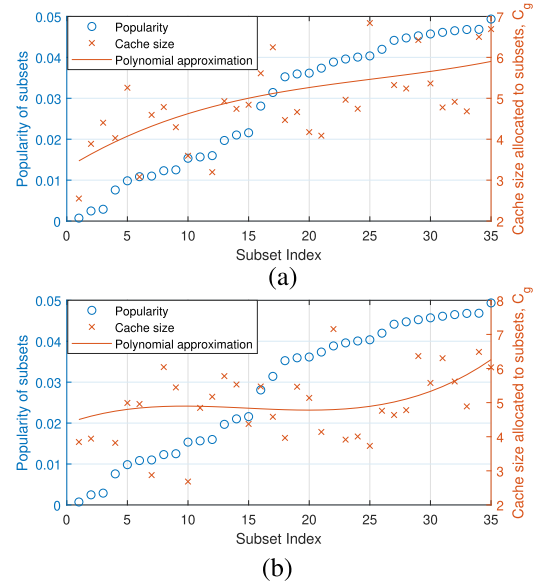 0.05
0.04
0.03
0.02
0.01
0
Popularity of subsets
Popularity
Cache size
Polynomial approximation
7
6
5
4
3
2
Cache size allocated to subsets, C_g
0 5 10 15 20 25 30 35
Subset Index
(a)
0.05
0.04
0.03
0.02
0.01
0
Popularity of subsets
Popularity
Cache size
Polynomial approximation
8
7
6
5
4
3
2
Cache size allocated to subsets, C_g
0 5 10 15 20 25 30 35
Subset Index
(b)